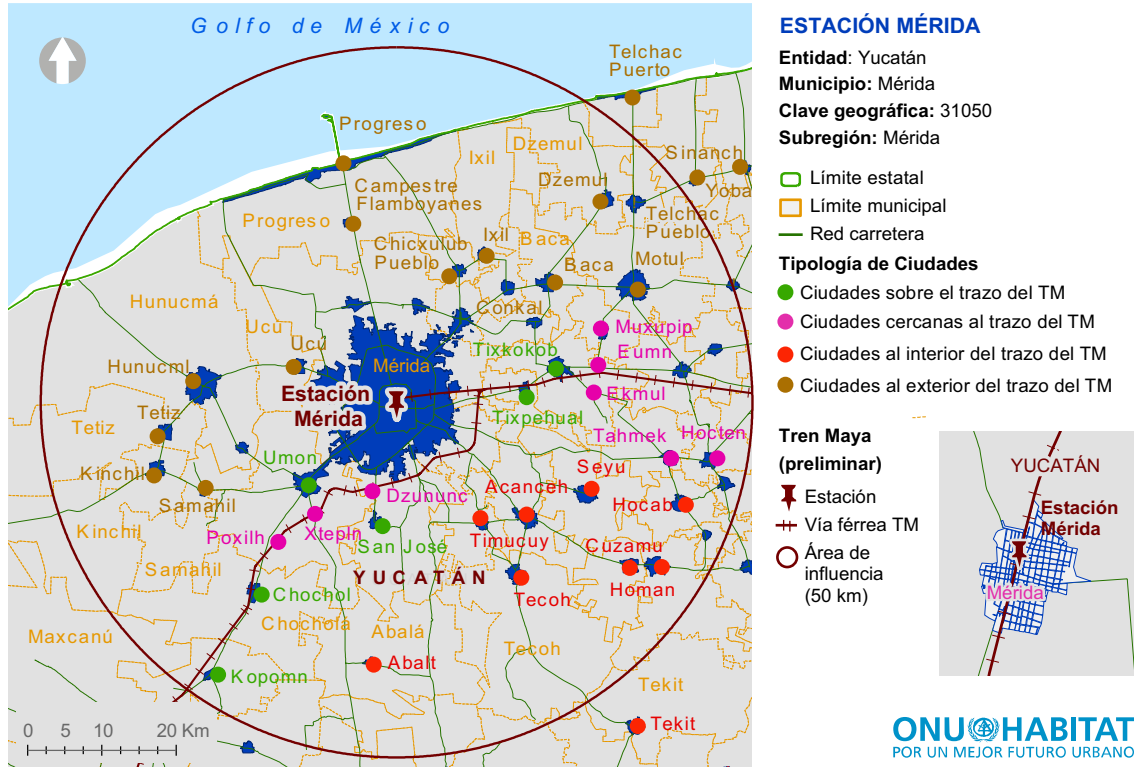 Golfo de México
Telchac
Puerto
Progreso
Ixil
Dzemul
Sinanch
Yoba
Campestre
Flamboyanes
Dzemul
Progreso
Telchac
Pueblo
Chicxulub
Pueblo
Ixil
Baca
Baca
Motul
Hunucmá
Conkal
Ucú
Ucú
Muxupip
Tixkokob
Eumn
Mérida
Hunucml
Estación
Mérida
Ekmul
Tixpehual
Tetiz
Tetiz
Tahmek
Hocten
Umon
Kinchil
Samahil
Seyu
Acanceh
Dzununc
Hocab
Xtepin
Poxilh
San Jose
Timucuy
Cuzamu
Kinchil
Samahil
YUCATÁN
Homan
Tecoh
Chochol
Chocholá
Maxcanú
Abalá
Tecoh
Abalt
Kopomn
Tekit
Tekit
0 5 10 20 Km
ESTACIÓN MÉRIDA
Entidad: Yucatán
Municipio: Mérida
Clave geográfica: 31050
Subregión: Mérida
Límite estatal
Límite municipal
Red carretera
Tipología de Ciudades
Ciudades sobre el trazo del TM
Ciudades cercanas al trazo del TM
Ciudades al interior del trazo del TM
Ciudades al exterior del trazo del TM
Tren Maya
(preliminar)
Estación
Vía férrea TM
Área de
influencia
(50 km)
YUCATÁN
Estación
Mérida
Mérida
ONU HABITAT
POR UN MEJOR FUTURO URBANO